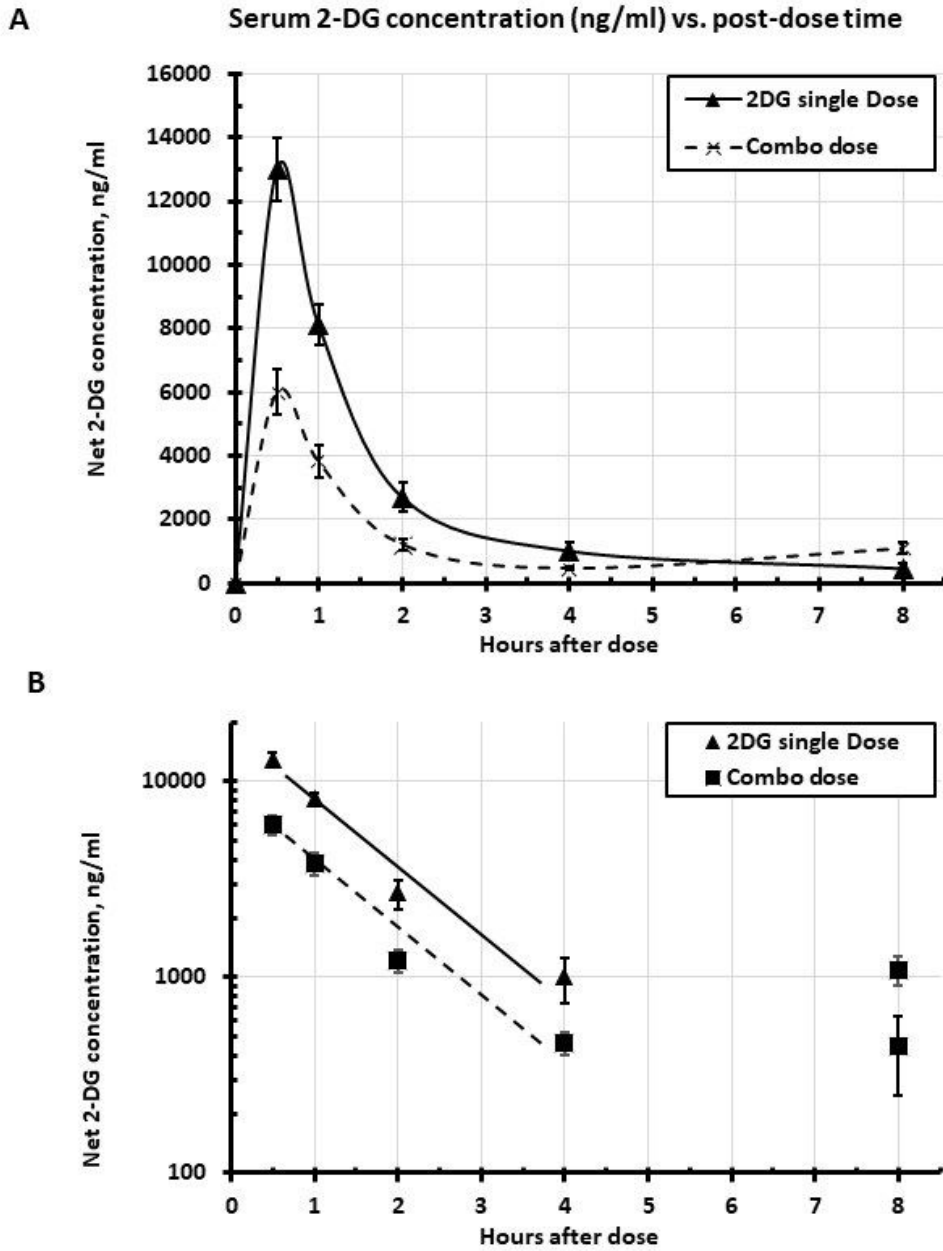 A
Serum 2-DG concentration (ng/ml) vs. post-dose time
Net 2-DG concentration, ng/ml
16000
14000
12000
10000
8000
6000
4000
2000
0
2DG single Dose
Combo dose
0 1 2 3 4 5 6 7 8
Hours after dose
B
Net 2-DG concentration, ng/ml
10000
1000
100
2DG single Dose
Combo dose
0 1 2 3 4 5 6 7 8
Hours after dose